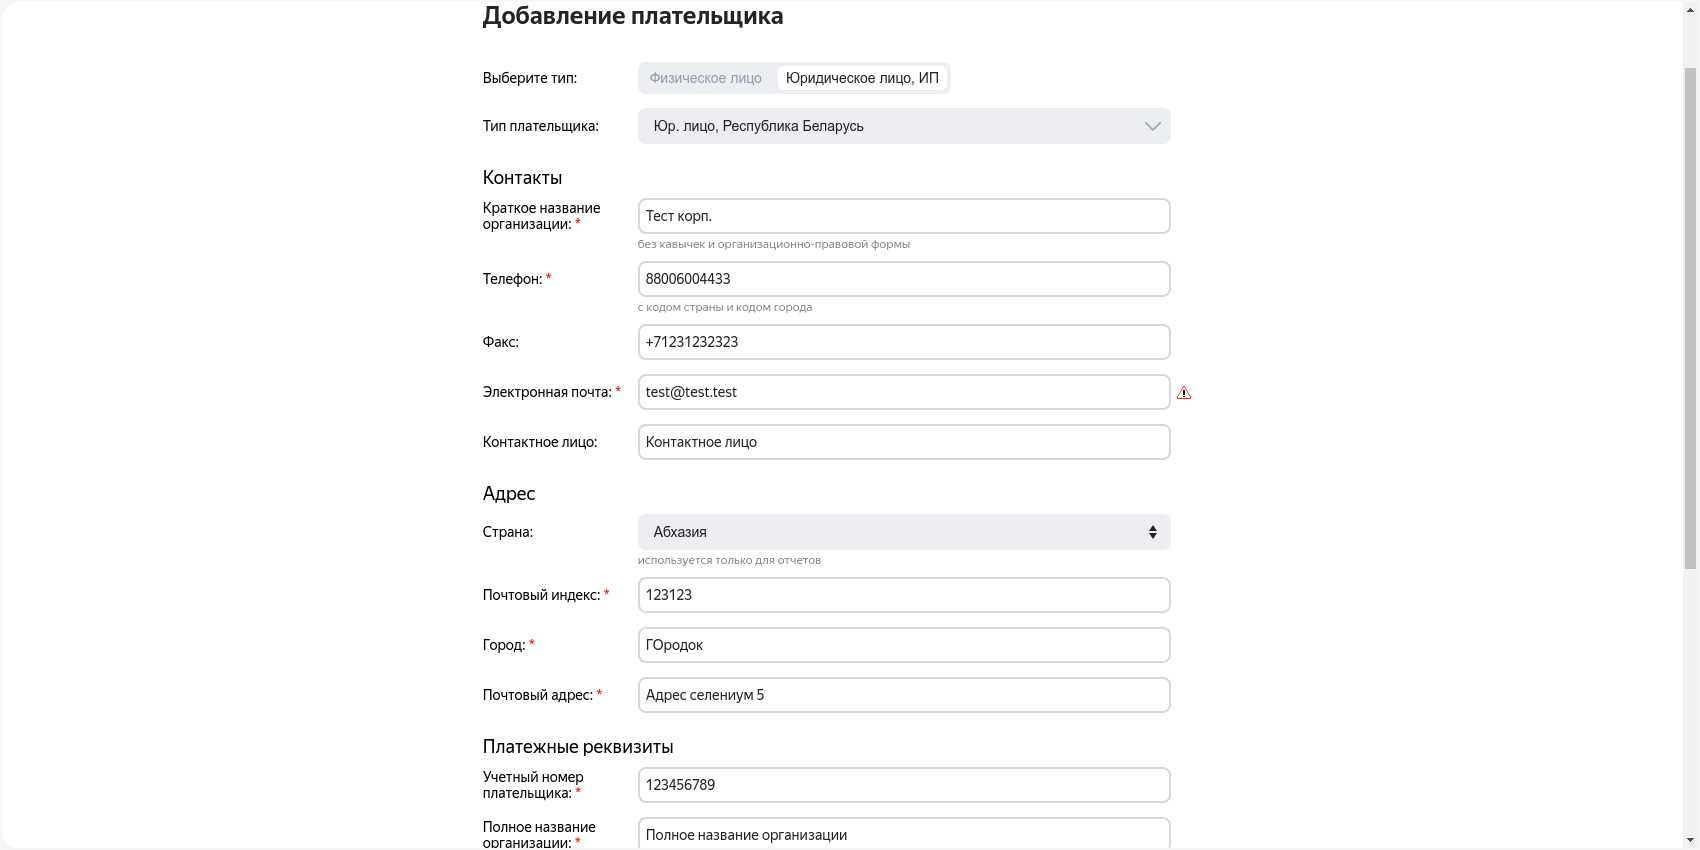 Добавление плательщика
Выберите тип:
Физическое лицо
Юридическое лицо, ИП
Тип плательщика:
Юр. лицо, Республика Беларусь
Контакты
Краткое название
организации: *
Тест корп.
без кавычек и организационно-правовой формы
Телефон: *
88006004433
с кодом страны и кодом города
Факс:
+71231232323
Электронная почта: *
test@test.test
Контактное лицо:
Контактное лицо
Адрес
Страна:
Абхазия
используется только для отчетов
Почтовый индекс: *
123123
Город: *
ГОродок
Почтовый адрес: *
Адрес селениум 5
Платежные реквизиты
Учетный номер
плательщика: *
123456789
Полное название
организации: *
Полное название организации